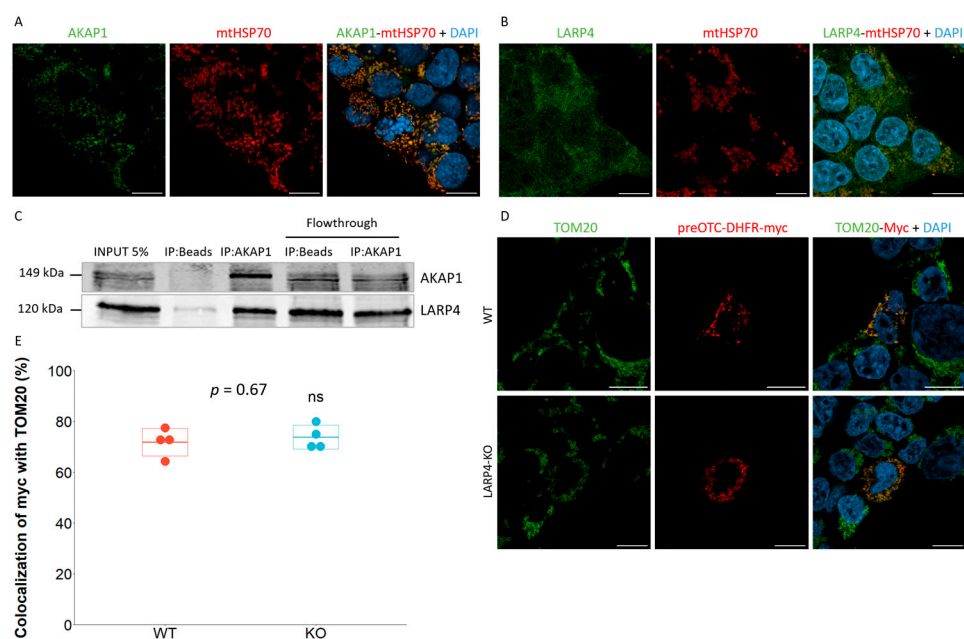 A
AKAP1
mtHSP70
AKAP1-mtHSP70 + DAPI
B
LARP4
mtHSP70
LARP4-mtHSP70 + DAPI
C
Flowthrough
INPUT 5%
IP:Beads
IP:AKAP1
IP:Beads
IP:AKAP1
149 kDa
AKAP1
120 kDa
LARP4
D
TOM20
preOTC-DHFR-myc
TOM20-Myc + DAPI
WT
LARP4-KO
E
Colocalization of myc with TOM20 (%)
100
80
60
40
20
0
p = 0.67
ns
WT
KO